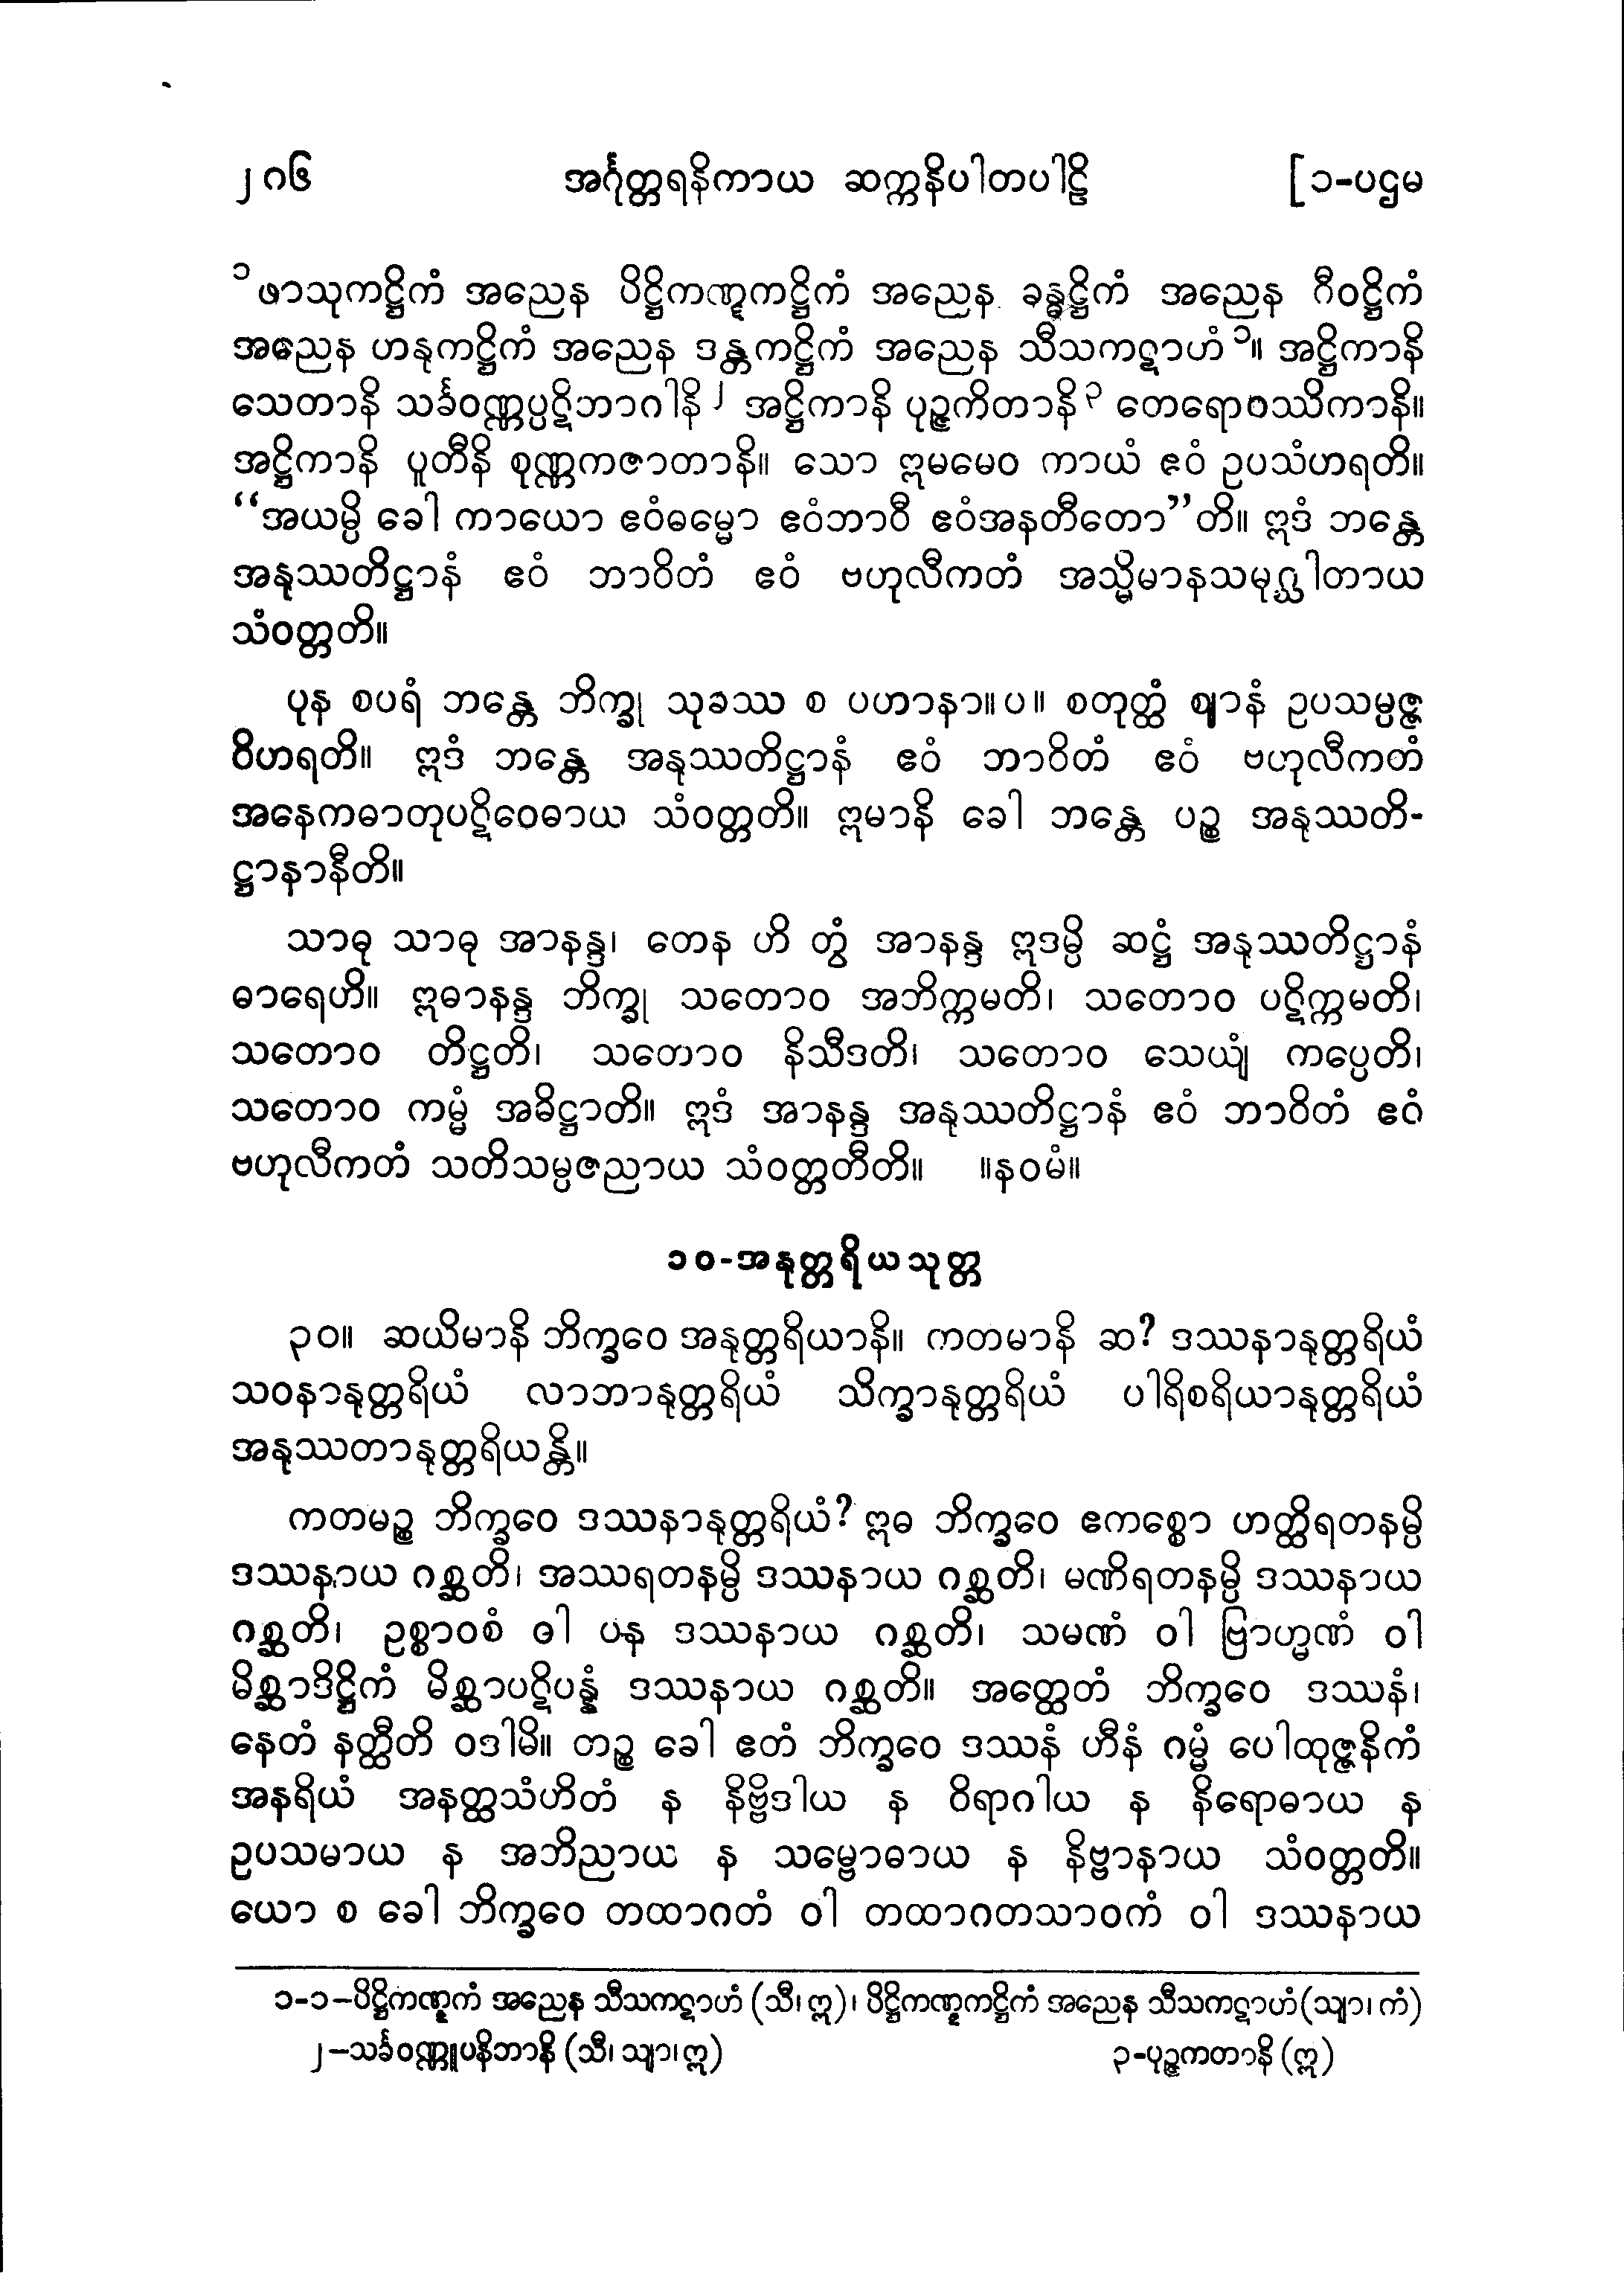 ၂၈၆ အင်္ဂုတ္တရနိကာယ ဆက္ကနိပါတပါဠိ [၁-ပဌမ
၁ဖာသုကဋ္ဌိကံ အညေန ပိဋ္ဌိကဏ္ဋကဋ္ဌိကံ အညေန ခန္ဓဋ္ဌိကံ အညေန ဂီဝဋ္ဌိကံ
အညေန ဟနုကဋ္ဌိကံ အညေန ဒန္တကဋ္ဌိကံ အညေန သီသကဋာဟံ၁။ အဋ္ဌိကာနိ
သေတာနိ သင်္ခဝဏ္ဏပ္ပဋိဘာဂါနိ၂ အဋ္ဌိကာနိ ပုဉ္ဇကိတာနိ၃ တေရောဝဿိကာနိ။
အဋ္ဌိကာနိ ပူတီနိ စုဏ္ဏကဇာတာနိ။ သော ဣမမေဝ ကာယံ ဧဝံ ဥပသံဟရတိ။
“အယမ္ပိ ခေါ ကာယော ဧဝံဓမ္မော ဧဝံဘာဝီ ဧဝံအနတီတော”တိ။ ဣဒံ ဘန္တေ
အနုဿတိဋ္ဌာနံ ဧဝံ ဘာဝိတံ ဧဝံ ဗဟုလီကတံ အသ္မိမာနသမုဂ္ဃါတာယ
သံဝတ္တတိ။
ပုန စပရံ ဘန္တေ ဘိက္ခု သုခဿ စ ပဟာနာ။ပ။ စတုတ္ထံ ဈာနံ ဥပသမ္ပဇ္ဇ
ဝိဟရတိ။ ဣဒံ ဘန္တေ အနုဿတိဋ္ဌာနံ ဧဝံ ဘာဝိတံ ဧဝံ ဗဟုလီကတံ
အနေကဓာတုပဋိဝေဓာယ သံဝတ္တတိ။ ဣမာနိ ခေါ ဘန္တေ ပဉ္စ အနုဿတိ-
ဋ္ဌာနာနီတိ။
သာဓု သာဓု အာနန္ဒ၊ တေန ဟိ တွံ အာနန္ဒ ဣဒမ္ပိ ဆဋ္ဌံ အနုဿတိဋ္ဌာနံ
ဓာရေဟိ။ ဣဓာနန္ဒ ဘိက္ခု သတောဝ အဘိက္ကမတိ၊ သတောဝ ပဋိက္ကမတိ၊
သတောဝ တိဋ္ဌတိ၊ သတောဝ နိသီဒတိ၊ သတောဝ သေယျံ ကပ္ပေတိ၊
သတောဝ ကမ္မံ အဓိဋ္ဌာတိ။ ဣဒံ အာနန္ဒ အနုဿတိဋ္ဌာနံ ဧဝံ ဘာဝိတံ ဧဝံ
ဗဟုလီကတံ သတိသမ္ပဇညာယ သံဝတ္တတီတိ။ ။နဝမံ။
၁၀-အနုတ္တရိယသုတ္တ
၃၀။ ဆယိမာနိ ဘိက္ခဝေ အနုတ္တရိယာနိ။ ကတမာနိ ဆ? ဒဿနာနုတ္တရိယံ
သဝနာနုတ္တရိယံ လာဘာနုတ္တရိယံ သိက္ခာနုတ္တရိယံ ပါရိစရိယာနုတ္တရိယံ
အနုဿတာနုတ္တရိယန္တိ။
ကတမဉ္စ ဘိက္ခဝေ ဒဿနာနုတ္တရိယံ? ဣဓ ဘိက္ခဝေ ဧကစ္စော ဟတ္ထိရတနမ္ပိ
ဒဿနာယ ဂစ္ဆတိ၊ အဿရတနမ္ပိ ဒဿနာယ ဂစ္ဆတိ၊ မဏိရတနမ္ပိ ဒဿနာယ
ဂစ္ဆတိ၊ ဥစ္စာဝစံ ဝါ ပန ဒဿနာယ ဂစ္ဆတိ၊ သမဏံ ဝါ ဗြာဟ္မဏံ ဝါ
မိစ္ဆာဒိဋ္ဌိကံ မိစ္ဆာပဋိပန္နံ ဒဿနာယ ဂစ္ဆတိ။ အတ္ထေတံ ဘိက္ခဝေ ဒဿနံ၊
နေတံ နတ္ထီတိ ဝဒါမိ။ တဉ္စ ခေါ ဧတံ ဘိက္ခဝေ ဒဿနံ ဟီနံ ဂမ္မံ ပေါထုဇ္ဇနိကံ
အနရိယံ အနတ္ထသံဟိတံ န နိဗ္ဗိဒါယ န ဝိရာဂါယ န နိရောဓာယ န
ဥပသမာယ န အဘိညာယ န သမ္ဗောဓာယ န နိဗ္ဗာနာယ သံဝတ္တတိ။
ယော စ ခေါ ဘိက္ခဝေ တထာဂတံ ဝါ တထာဂတသာဝကံ ဝါ ဒဿနာယ
၁-၁–ပိဋ္ဌိကဏ္ဋကံ အညေန သီသကဋာဟံ (သီ၊ ဣ)၊ ပိဋ္ဌိကဏ္ဋကဋ္ဌိကံ အညေန သီသကဋာဟံ(သျာ၊ ကံ)
၂–သင်္ခဝဏ္ဏူပနိဘာနိ (သီ၊ သျာ၊ဣ) ၃-ပုဉ္ဇကတာနိ (ဣ)